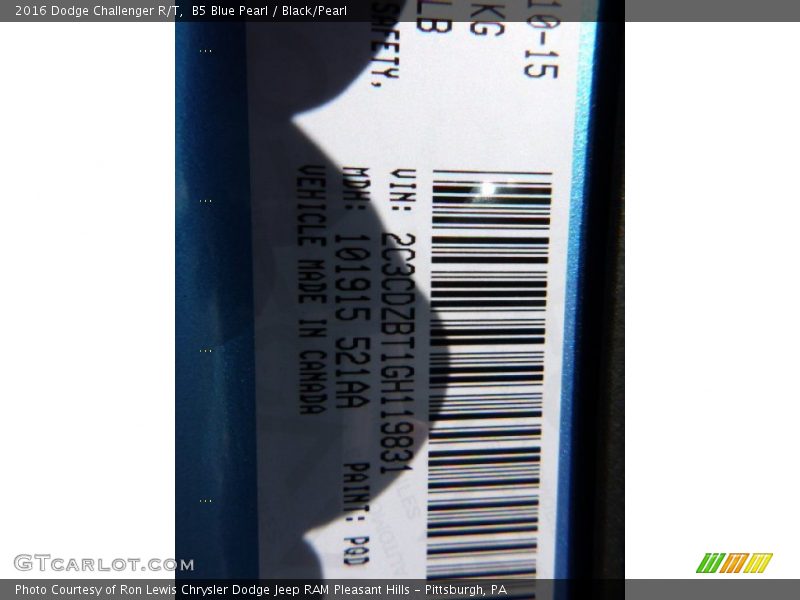 2016 Dodge Challenger R/T,  B5 Blue Pearl / Black/Pearl
10-15
KG
LB
SAFETY,
VIN: 2C3CDZBT1GH119831
MDH: 101915 521AA PAINT: PQD
VEHICLE MADE IN CANADA
GTcarlot.com
Photo Courtesy of Ron Lewis Chrysler Dodge Jeep RAM Pleasant Hills - Pittsburgh, PA